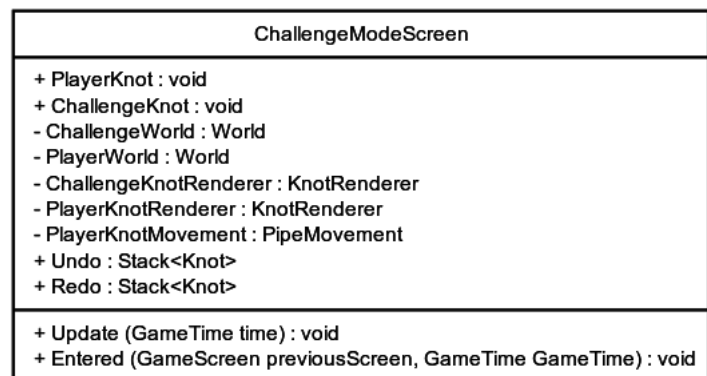 ChallengeModeScreen
+ PlayerKnot : void
+ ChallengeKnot : void
- ChallengeWorld : World
- PlayerWorld : World
- ChallengeKnotRenderer : KnotRenderer
- PlayerKnotRenderer : KnotRenderer
- PlayerKnotMovement : PipeMovement
+ Undo : Stack<Knot>
+ Redo : Stack<Knot>
+ Update (GameTime time) : void
+ Entered (GameScreen previousScreen, GameTime GameTime) : void